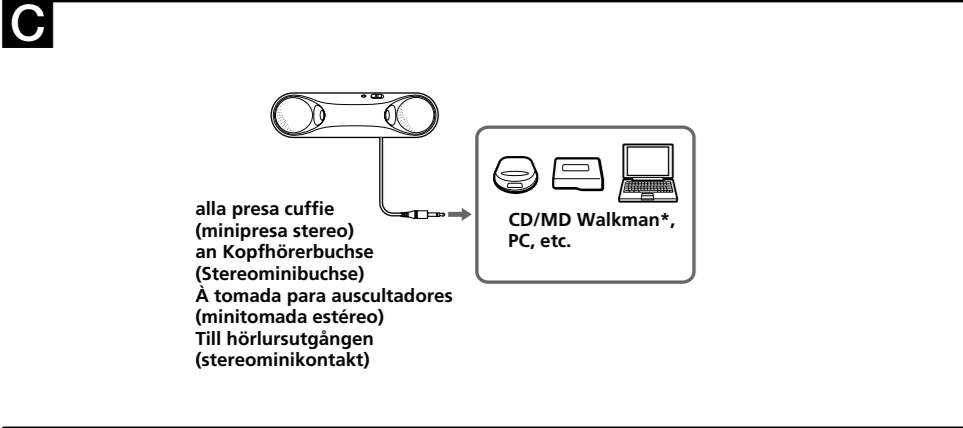 C
alla presa cuffie
(minipresa stereo)
an Kopfhörerbuchse
(Stereominibuchse)
À tomada para auscultadores
(minitomada estéreo)
Till hörlursutgången
(stereominikontakt)
CD/MD Walkman*,
PC, etc.